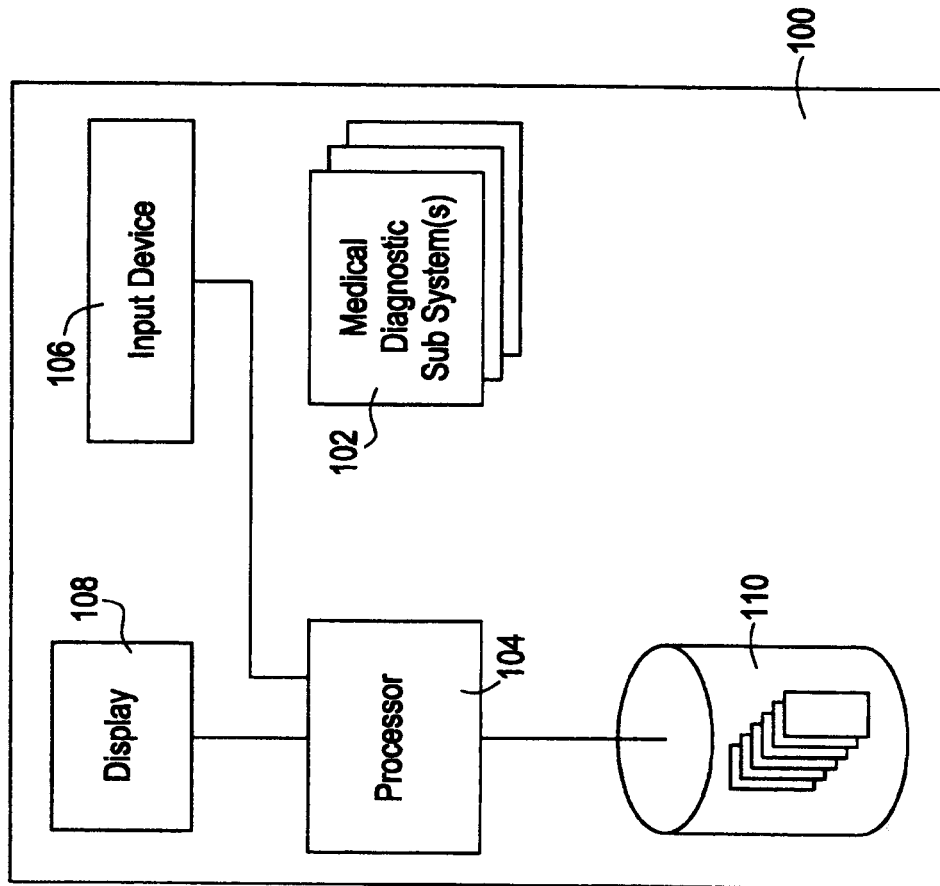 108
Display
106
Input Device
Processor
104
102
Medical
Diagnostic
Sub System(s)
110
100